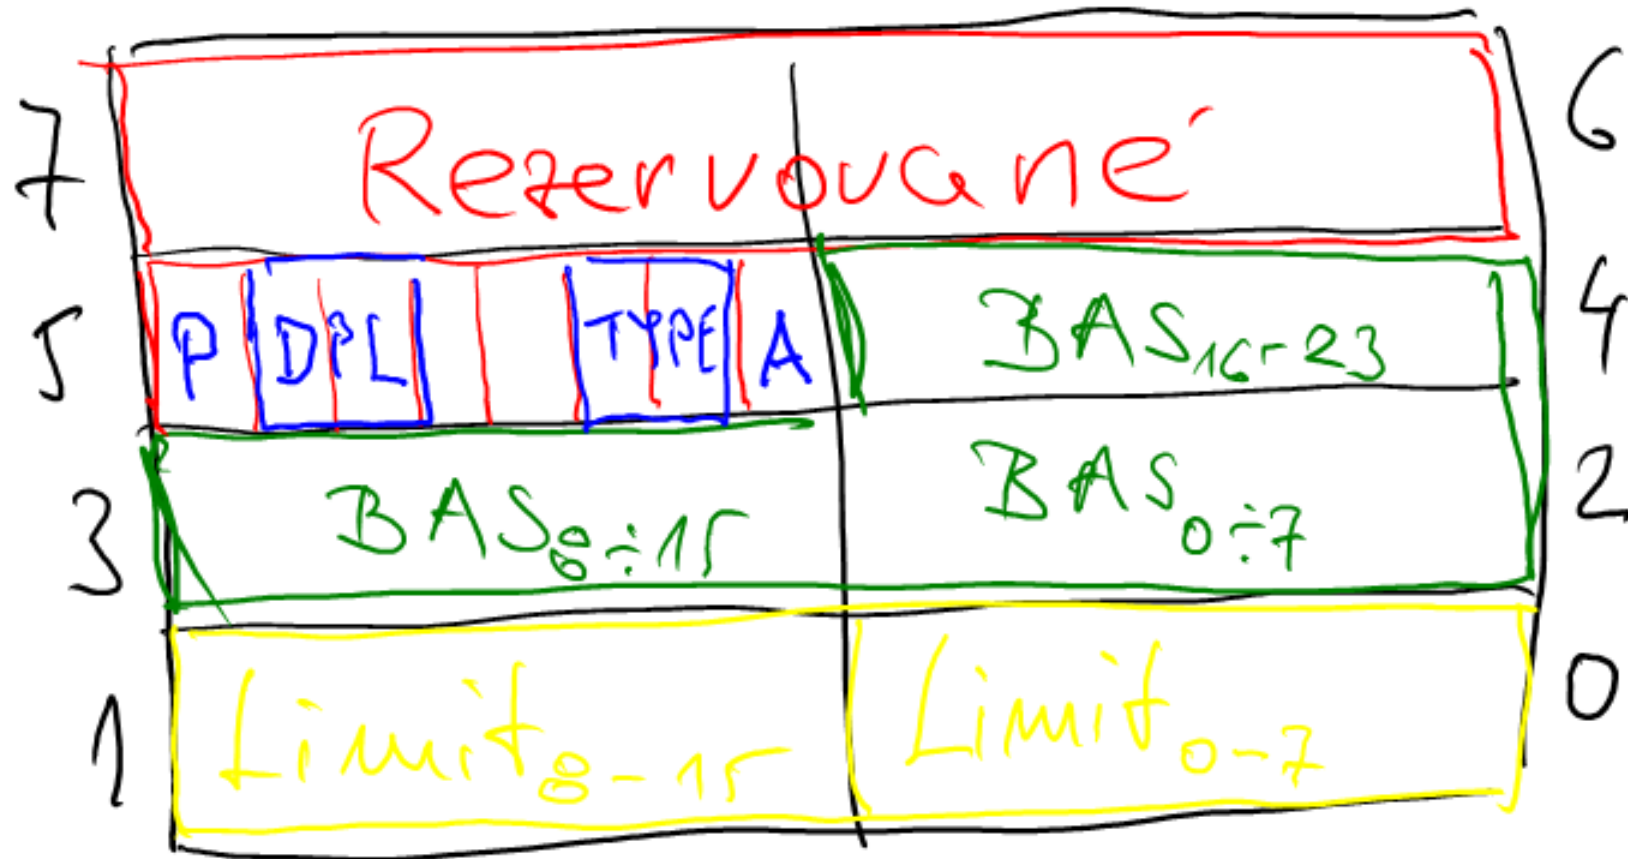 7 Rezervované 6
5 P DPL TYPE A BAS16-23 4
3 BAS8÷15 BAS0÷7 2
1 Limit8-15 Limit0-7 0